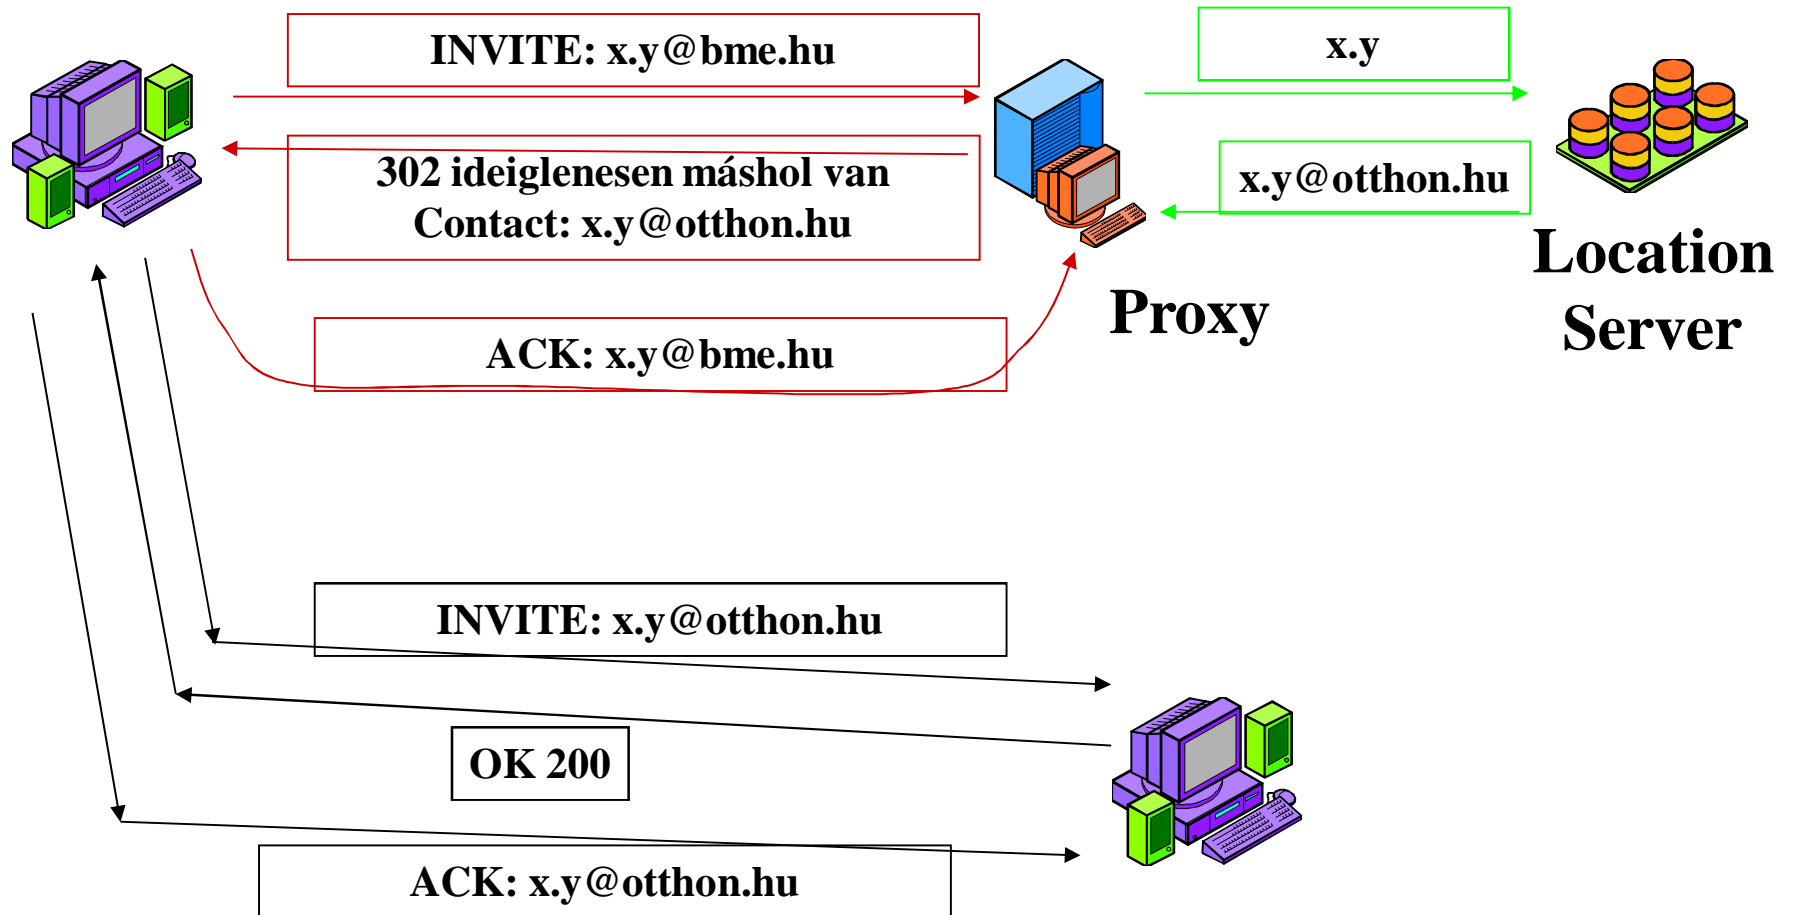 INVITE: x.y@bme.hu
x.y
302 ideiglenesen máshol van
Contact: x.y@otthon.hu
x.y@otthon.hu
Location
Server
Proxy
ACK: x.y@bme.hu
INVITE: x.y@otthon.hu
OK 200
ACK: x.y@otthon.hu